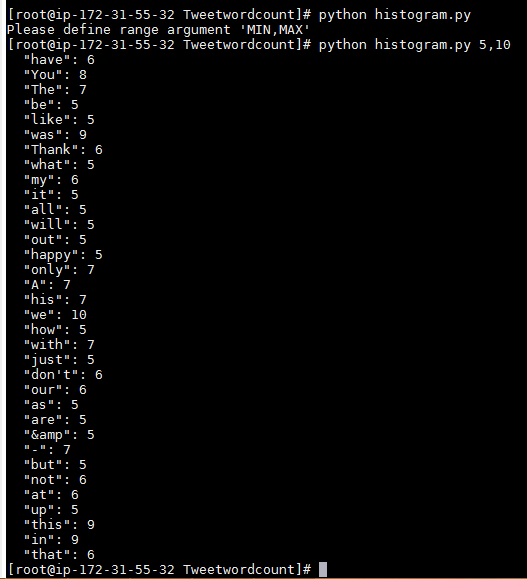 [root@ip-172-31-55-32 Tweetwordcount]# python histogram.py
Please define range argument 'MIN,MAX'
[root@ip-172-31-55-32 Tweetwordcount]# python histogram.py 5,10
"have": 6
"You": 8
"The": 7
"be": 5
"like": 5
"was": 9
"Thank": 6
"what": 5
"my": 6
"it": 5
"all": 5
"will": 5
"out": 5
"happy": 5
"only": 7
"A": 7
"his": 7
"we": 10
"how": 5
"with": 7
"just": 5
"don't": 6
"our": 6
"as": 5
"are": 5
"&amp": 5
"-": 7
"but": 5
"not": 6
"at": 6
"up": 5
"this": 9
"in": 9
"that": 6
[root@ip-172-31-55-32 Tweetwordcount]#